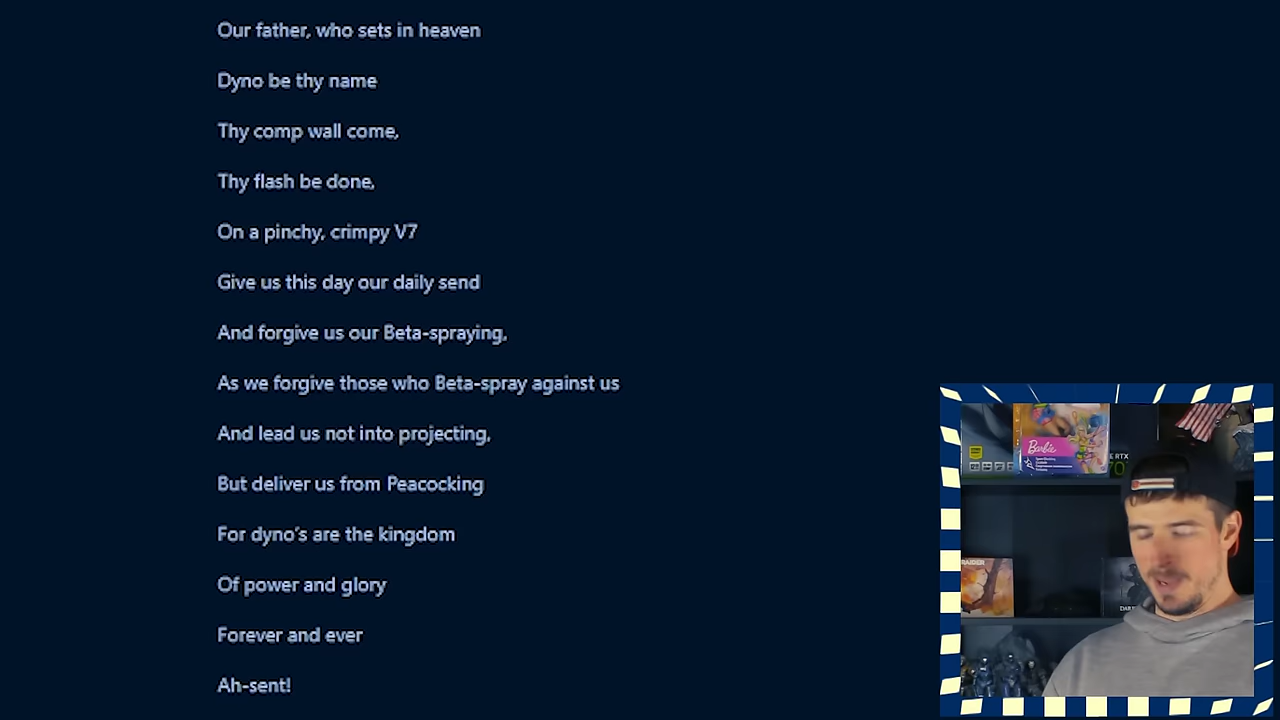 Our father, who sets in heaven
Dyno be thy name
Thy comp wall come,
Thy flash be done,
On a pinchy, crimpy V7
Give us this day our daily send
And forgive us our Beta-spraying,
As we forgive those who Beta-spray against us
And lead us not into projecting,
But deliver us from Peacocking
For dyno’s are the kingdom
Of power and glory
Forever and ever
Ah-sent!
Barbie
RTX
RAIDEN